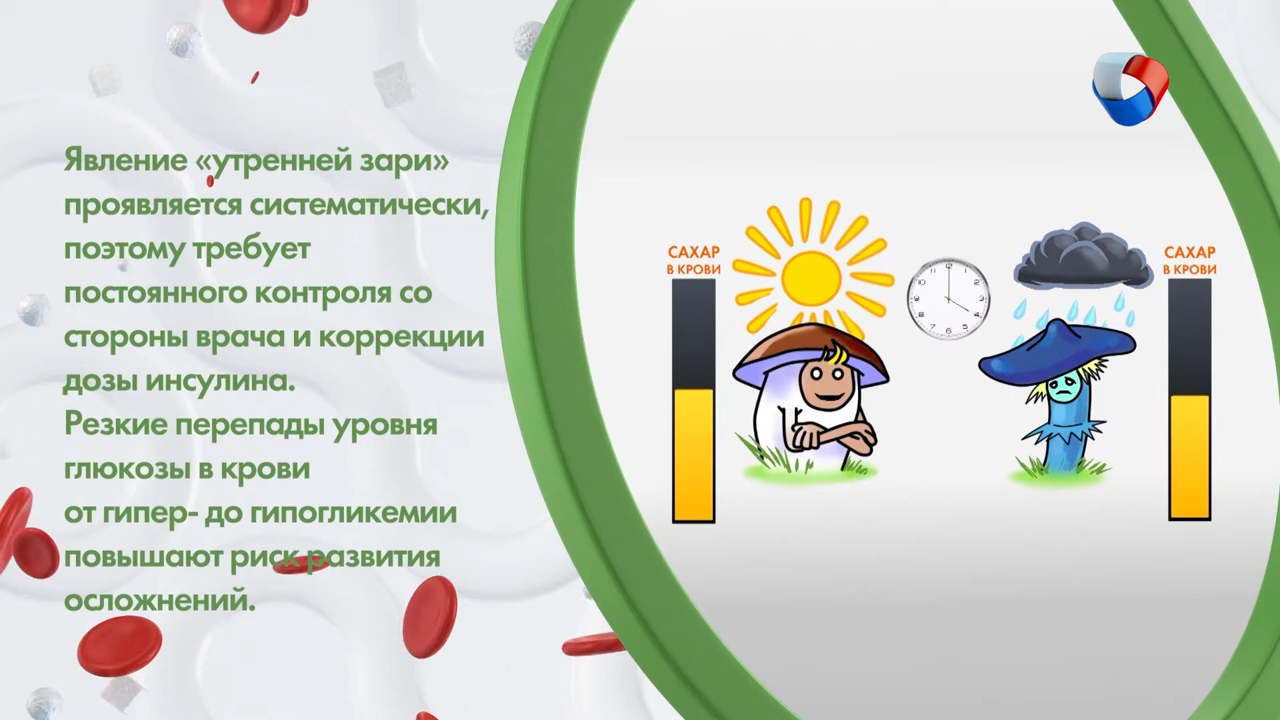 Явление «утренней зари»
проявляется систематически,
поэтому требует
постоянного контроля со
стороны врача и коррекции
дозы инсулина.
Резкие перепады уровня
глюкозы в крови
от гипер- до гипогликемии
повышают риск развития
осложнений.
САХАР
В КРОВИ
САХАР
В КРОВИ